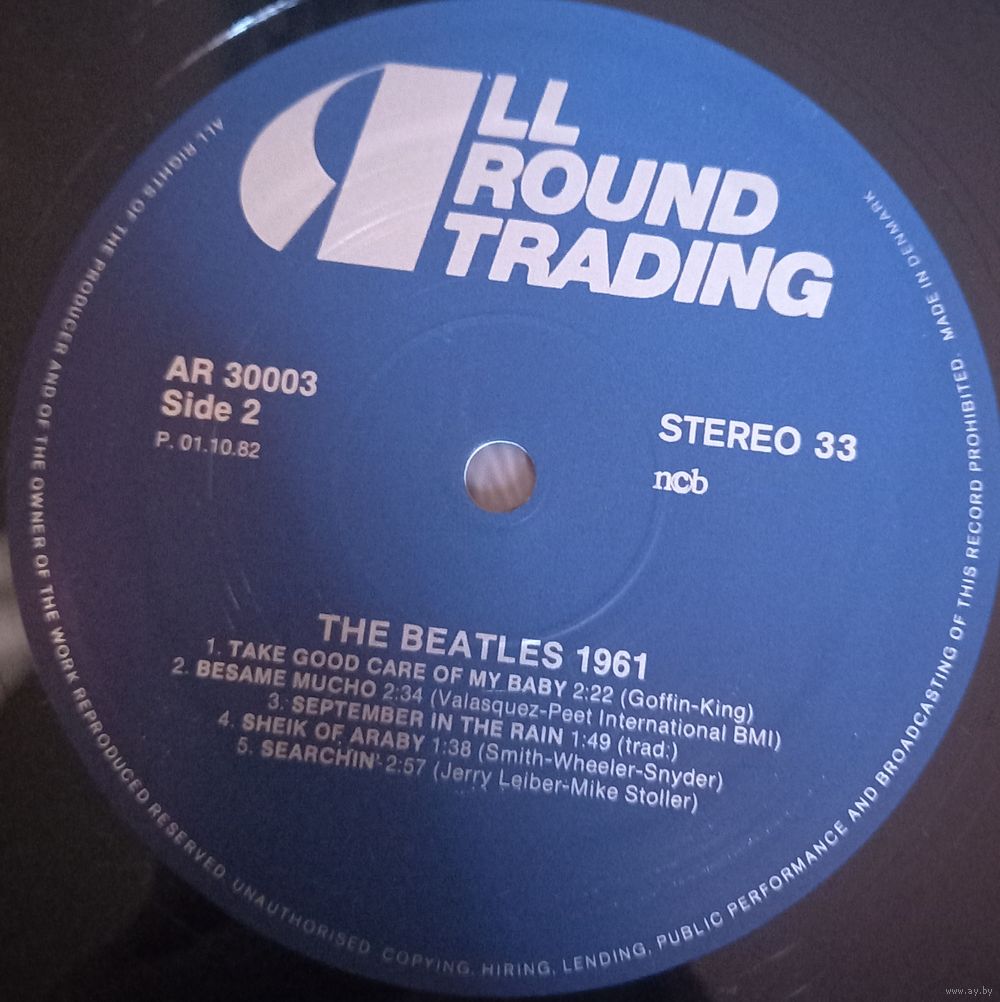 ALL
ROUND
TRADING
AR 30003
Side 2
P. 01.10.82
STEREO 33
ncb
THE BEATLES 1961
1. TAKE GOOD CARE OF MY BABY 2:22 (Goffin-King)
2. BESAME MUCHO 2:34 (Valasquez-Peet International BMI)
3. SEPTEMBER IN THE RAIN 1:49 (trad.)
4. SHEIK OF ARABY 1:38 (Smith-Wheeler-Snyder)
5. SEARCHIN' 2:57 (Jerry Leiber-Mike Stoller)
ALL RIGHTS OF THE PRODUCER AND OF THE OWNER OF THE WORK REPRODUCED RESERVED. UNAUTHORISED COPYING, HIRING, LENDING, PUBLIC PERFORMANCE AND BROADCASTING OF THIS RECORD PROHIBITED. MADE IN DENMARK
www.ay.by